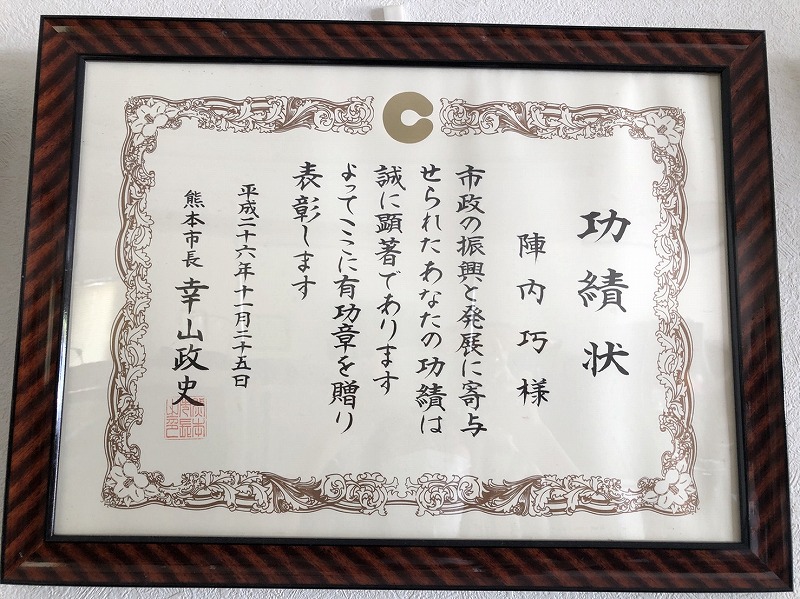 功績状
陣内巧様
市政の振興と発展に寄与
せられたあなたの功績は
誠に顕著であります
よってここに有功章を贈り
表彰します
平成二十六年十一月二十五日
熊本市長 幸山政史